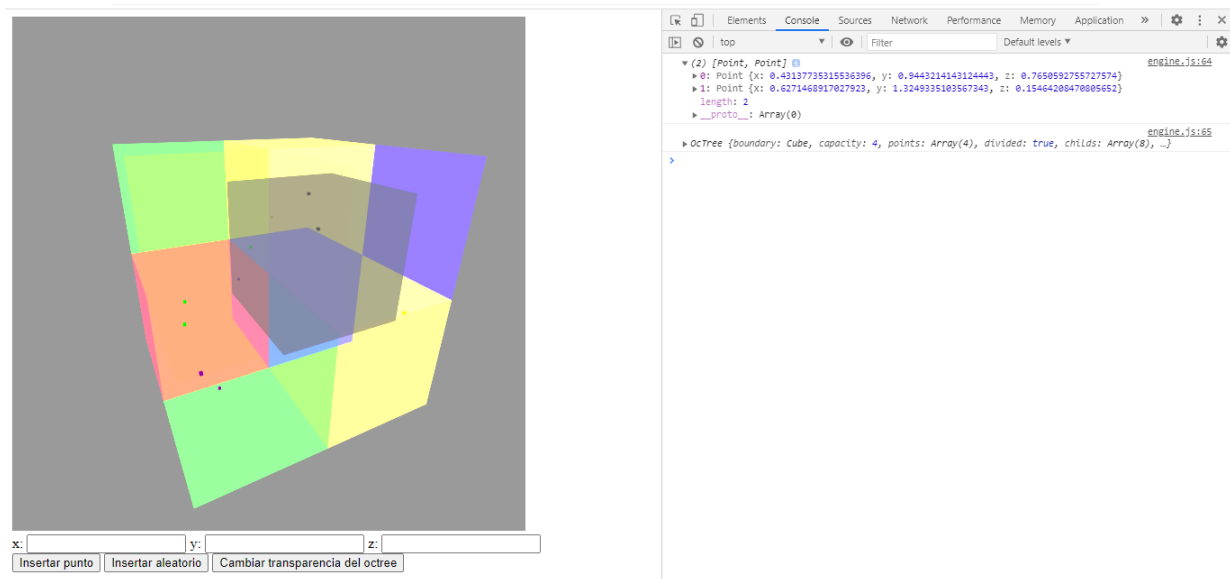 Elements Console Sources Network Performance Memory Application »
top Filter Default levels
(2) [Point, Point] engine.js:64
0: Point {x: 0.43137735315536396, y: 0.9443214143124443, z: 0.7650592755727574}
1: Point {x: 0.6271468917027923, y: 1.3249335103567343, z: 0.15464208470805652}
length: 2
__proto__: Array(0)
engine.js:65
OcTree {boundary: Cube, capacity: 4, points: Array(4), divided: true, childs: Array(8), …}
x: y: z:
Insertar punto Insertar aleatorio Cambiar transparencia del octree